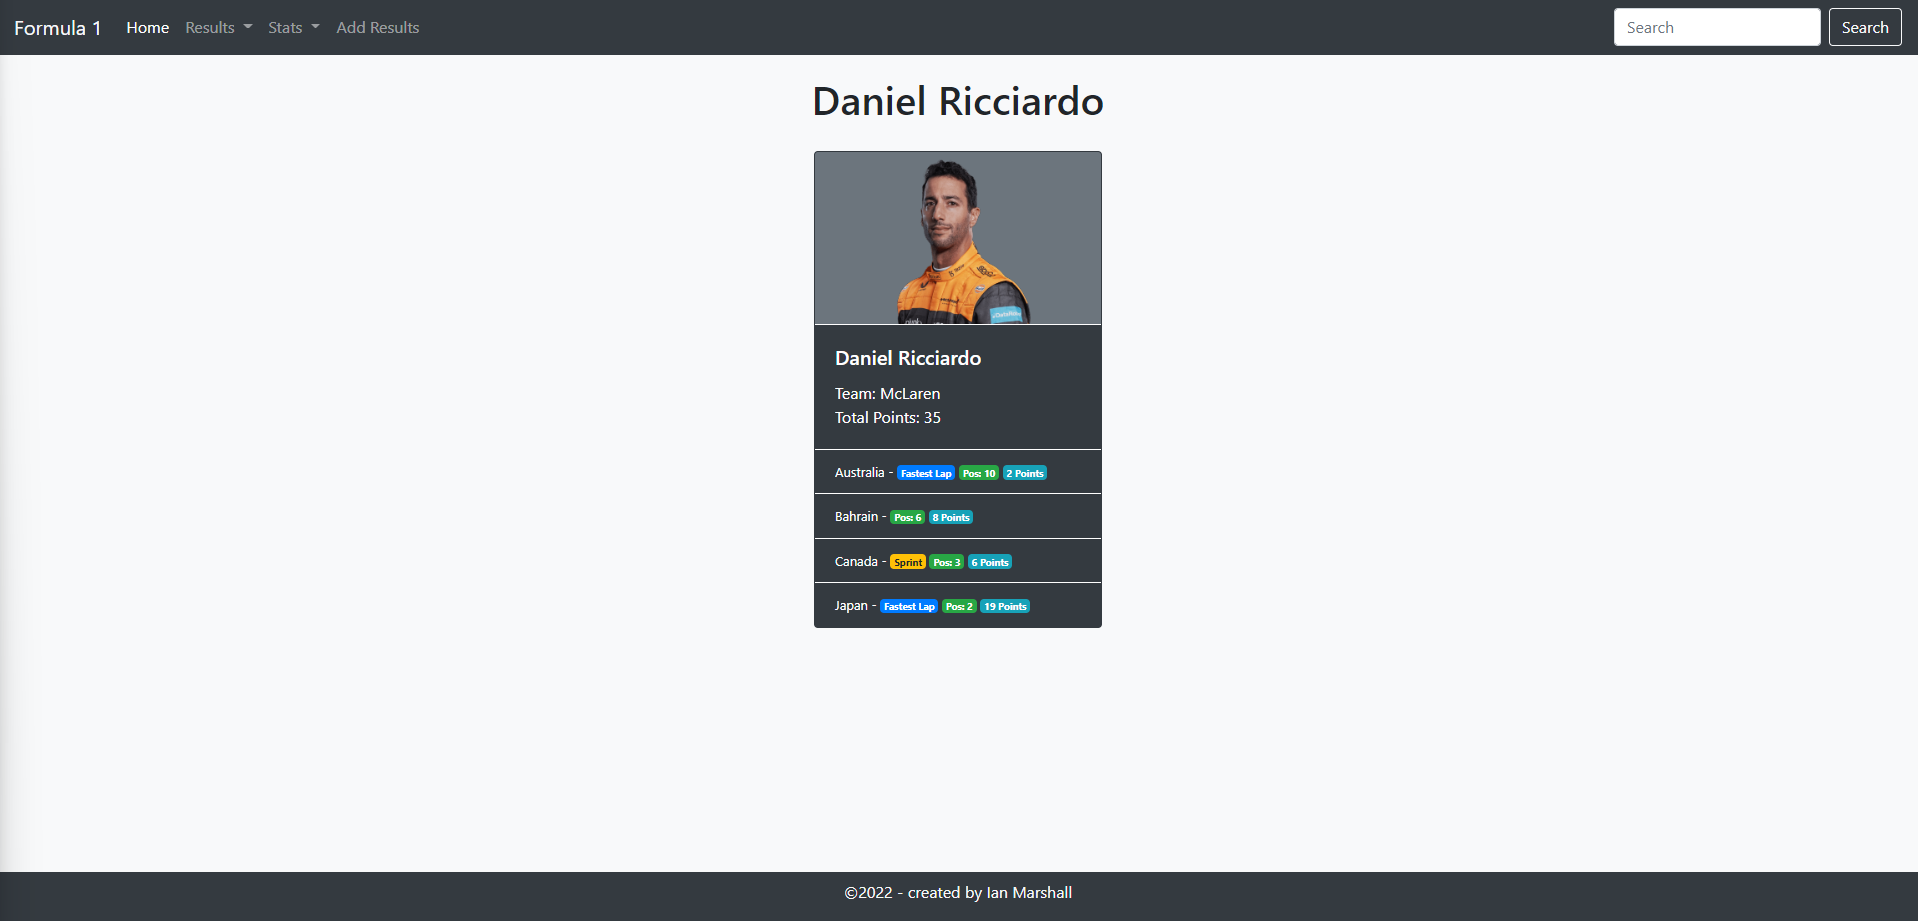 Formula 1 Home Results Stats Add Results Search Search
Daniel Ricciardo
Daniel Ricciardo
Team: McLaren
Total Points: 35
Australia - Fastest Lap Pos: 10 2 Points
Bahrain - Pos: 6 8 Points
Canada - Sprint Pos: 3 6 Points
Japan - Fastest Lap Pos: 2 19 Points
©2022 - created by Ian Marshall